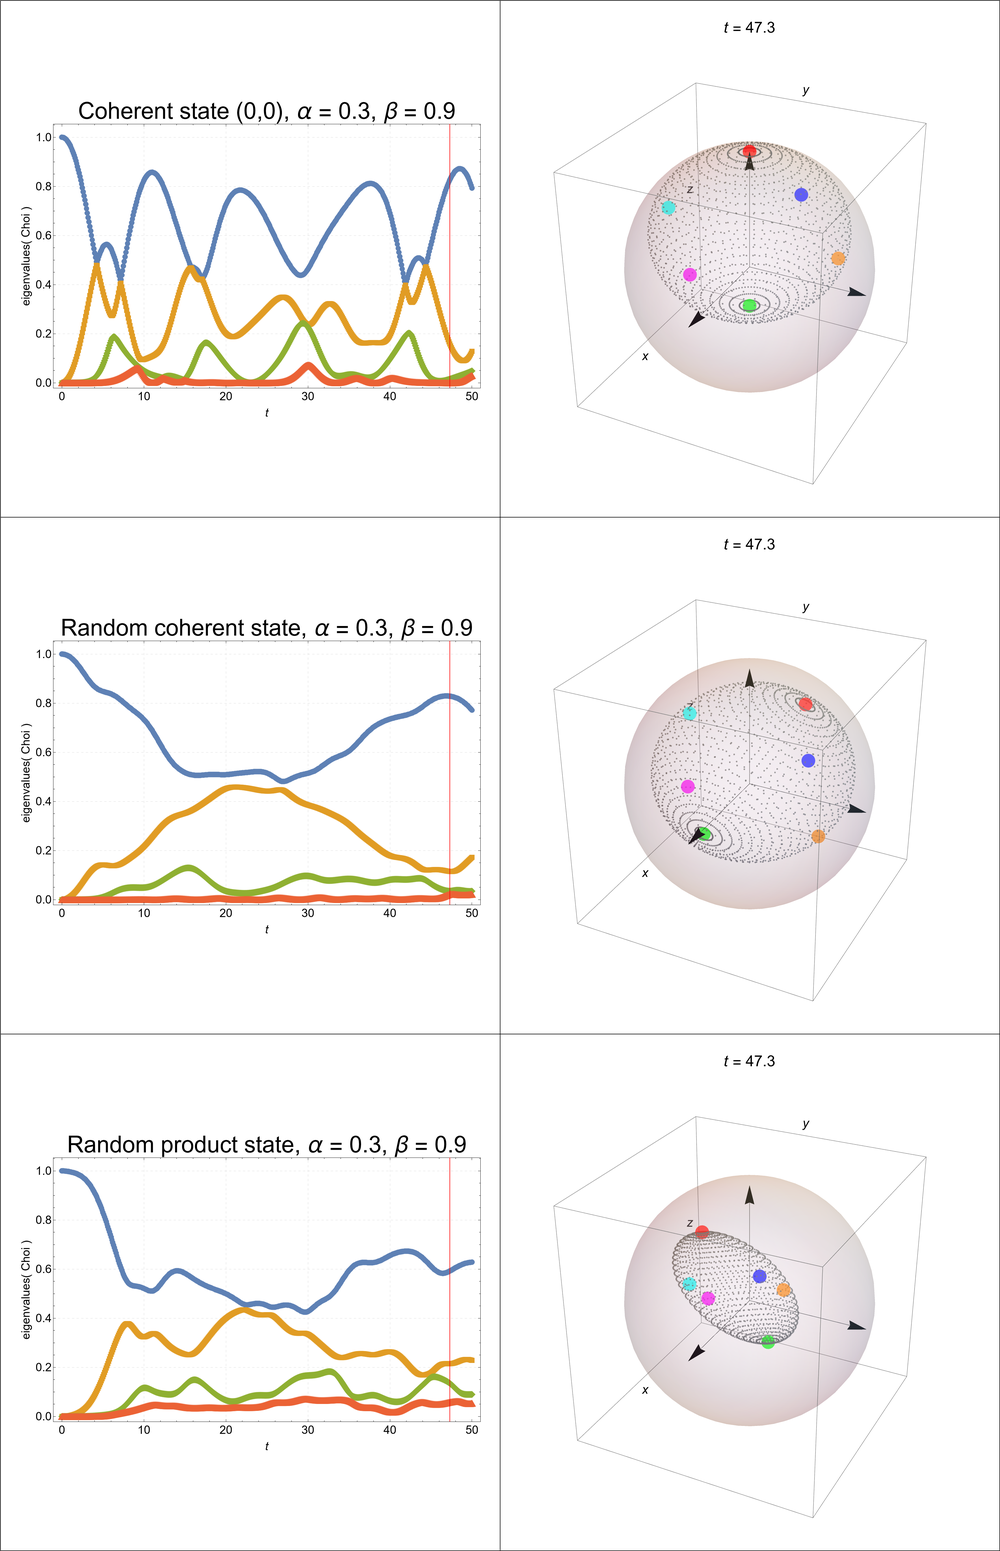 t = 47.3
Coherent state (0,0), α = 0.3, β = 0.9
eigenvalues( Choi )
1.0
0.8
0.6
0.4
0.2
0.0
0 10 20 30 40 50
t
y
z
x
t = 47.3
Random coherent state, α = 0.3, β = 0.9
eigenvalues( Choi )
1.0
0.8
0.6
0.4
0.2
0.0
0 10 20 30 40 50
t
y
z
x
t = 47.3
Random product state, α = 0.3, β = 0.9
eigenvalues( Choi )
1.0
0.8
0.6
0.4
0.2
0.0
0 10 20 30 40 50
t
y
z
x